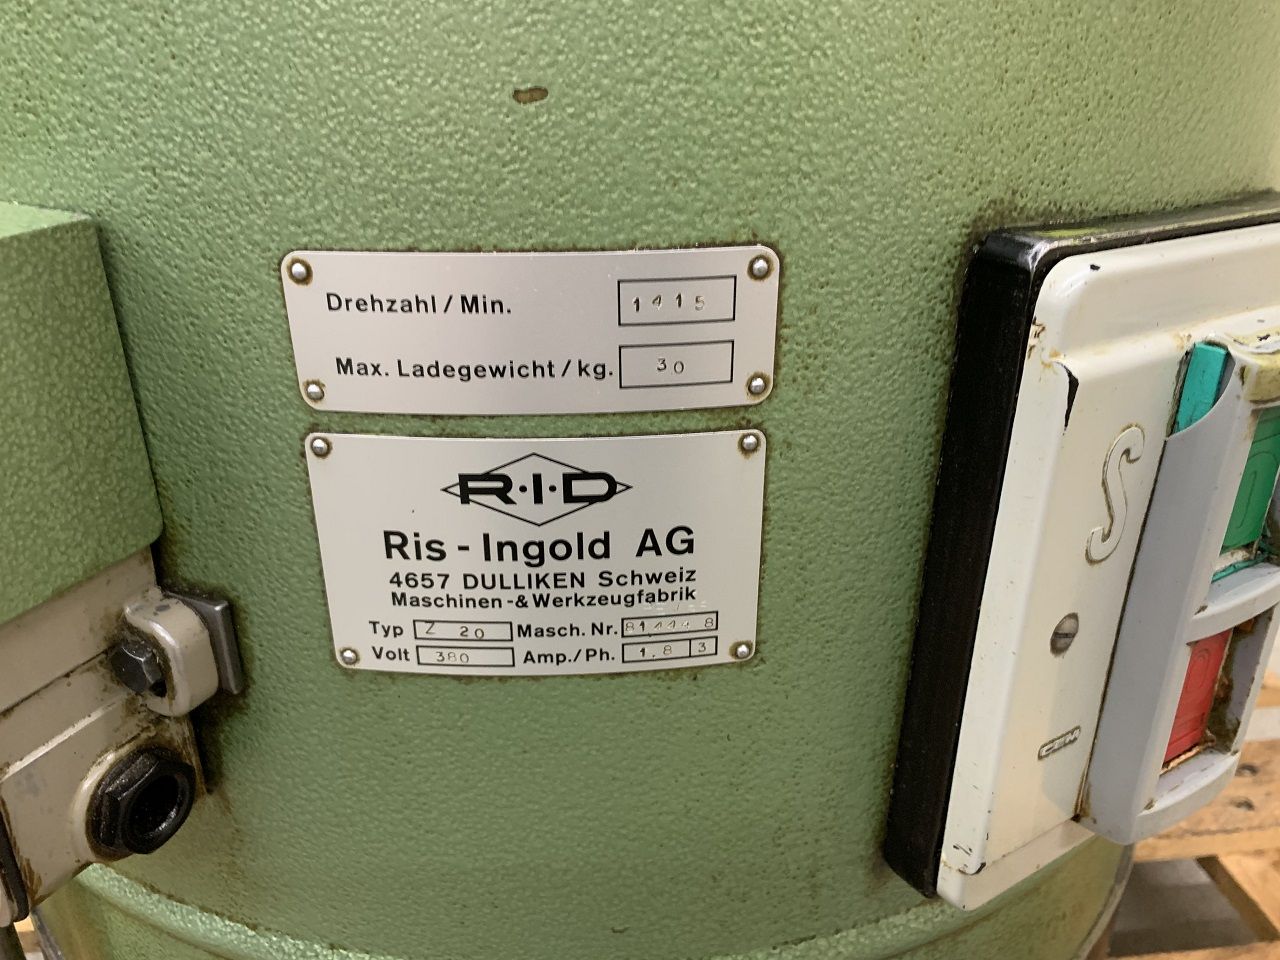 Drehzahl / Min. 1415
Max. Ladegewicht / kg. 30
R·I·D
Ris - Ingold AG
4657 DULLIKEN Schweiz
Maschinen-& Werkzeugfabrik
Typ Z 20 Masch. Nr.
Volt 380 Amp./Ph. 1.8 3
S
CEM